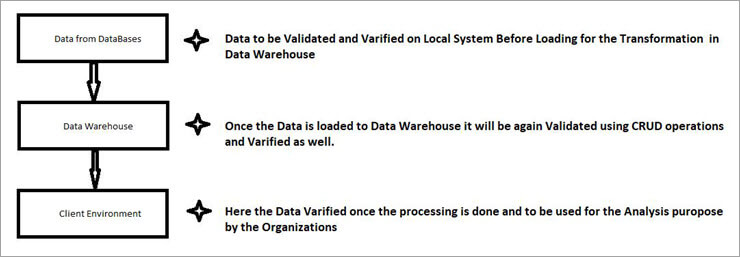 Data from DataBases
Data to be Validated and Varified on Local System Before Loading for the Transformation in
Data Warehouse
Data Warehouse
Once the Data is loaded to Data Warehouse it will be again Validated using CRUD operations
and Varified as well.
Client Environment
Here the Data Varified once the processing is done and to be used for the Analysis puropose
by the Organizations